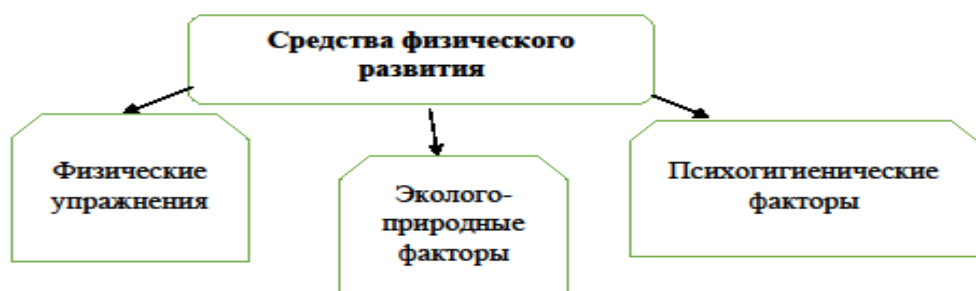 Средства физического
развития
Физические
упражнения
Эколого-
природные
факторы
Психогигиенические
факторы